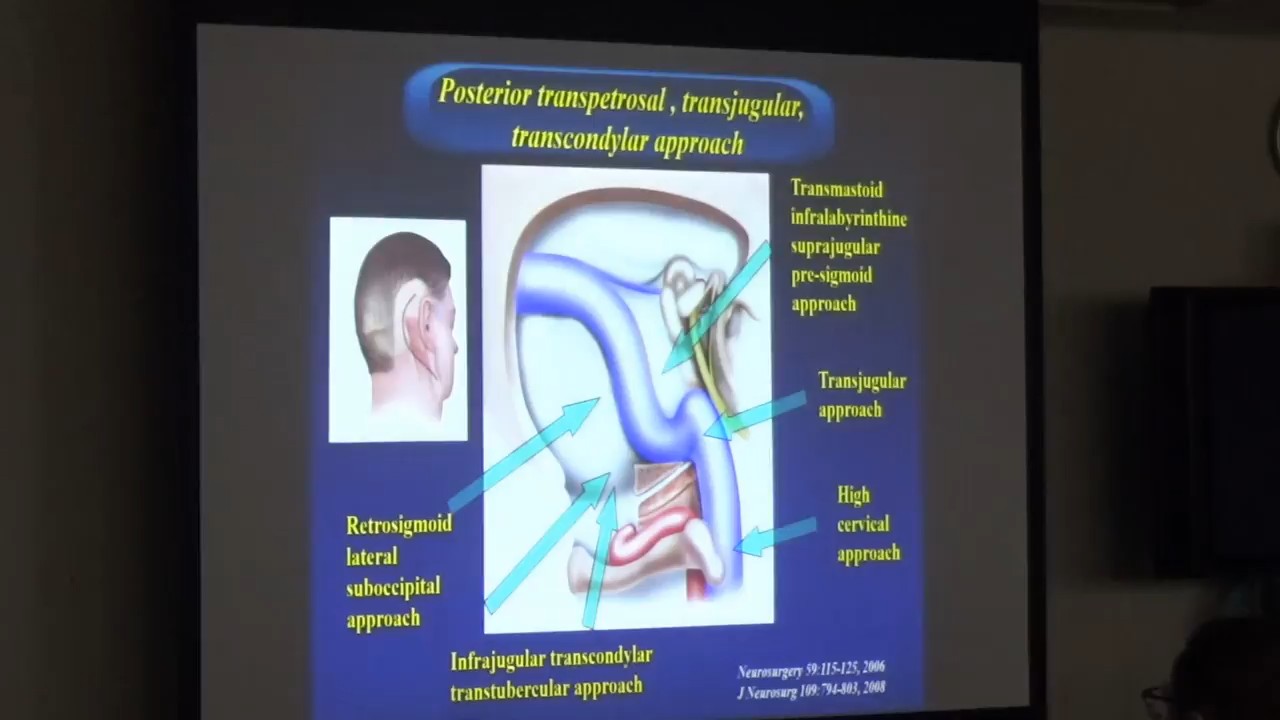 Posterior transpetrosal , transjugular,
transcondylar approach
Transmastoid
infralabyrinthine
suprajugular
pre-sigmoid
approach
Transjugular
approach
High
cervical
approach
Retrosigmoid
lateral
suboccipital
approach
Infrajugular transcondylar
transtubercular approach
Neurosurgery 59:115-125, 2006
J Neurosurg 109:794-803, 2008